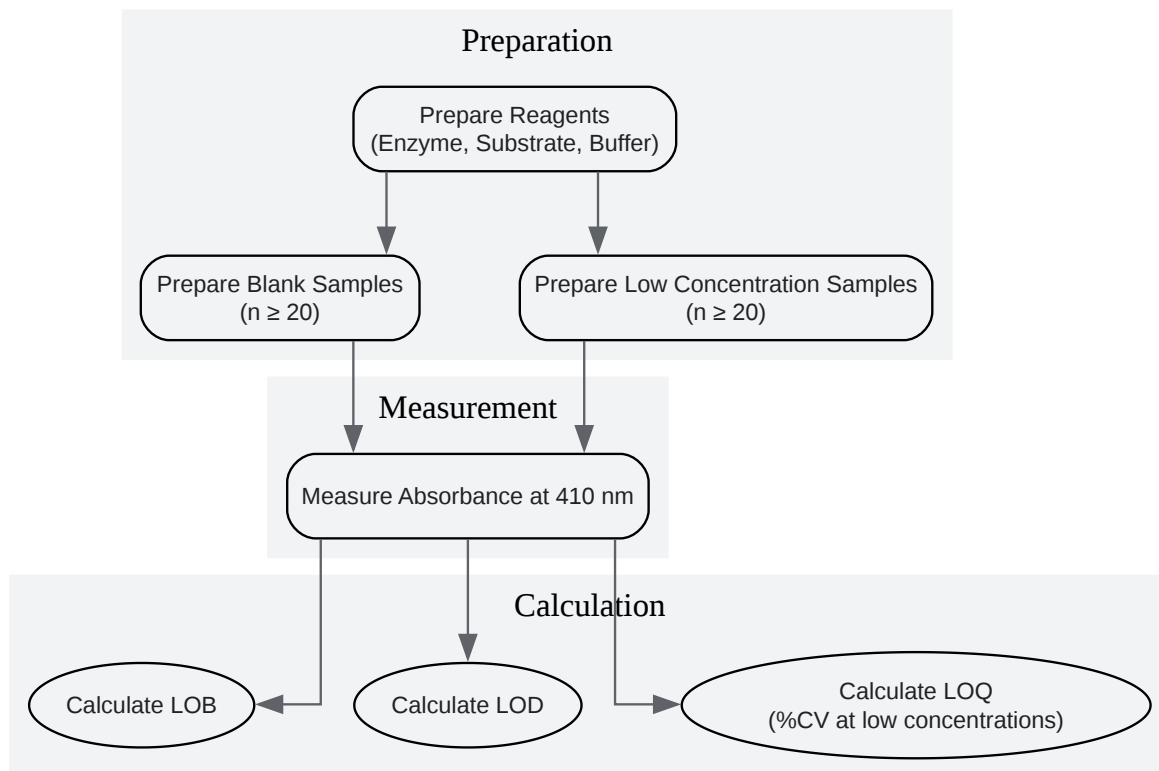 Preparation
Prepare Reagents
(Enzyme, Substrate, Buffer)
Prepare Blank Samples
(n ≥ 20)
Prepare Low Concentration Samples
(n ≥ 20)
Measurement
Measure Absorbance at 410 nm
Calculation
Calculate LOB
Calculate LOD
Calculate LOQ
(%CV at low concentrations)